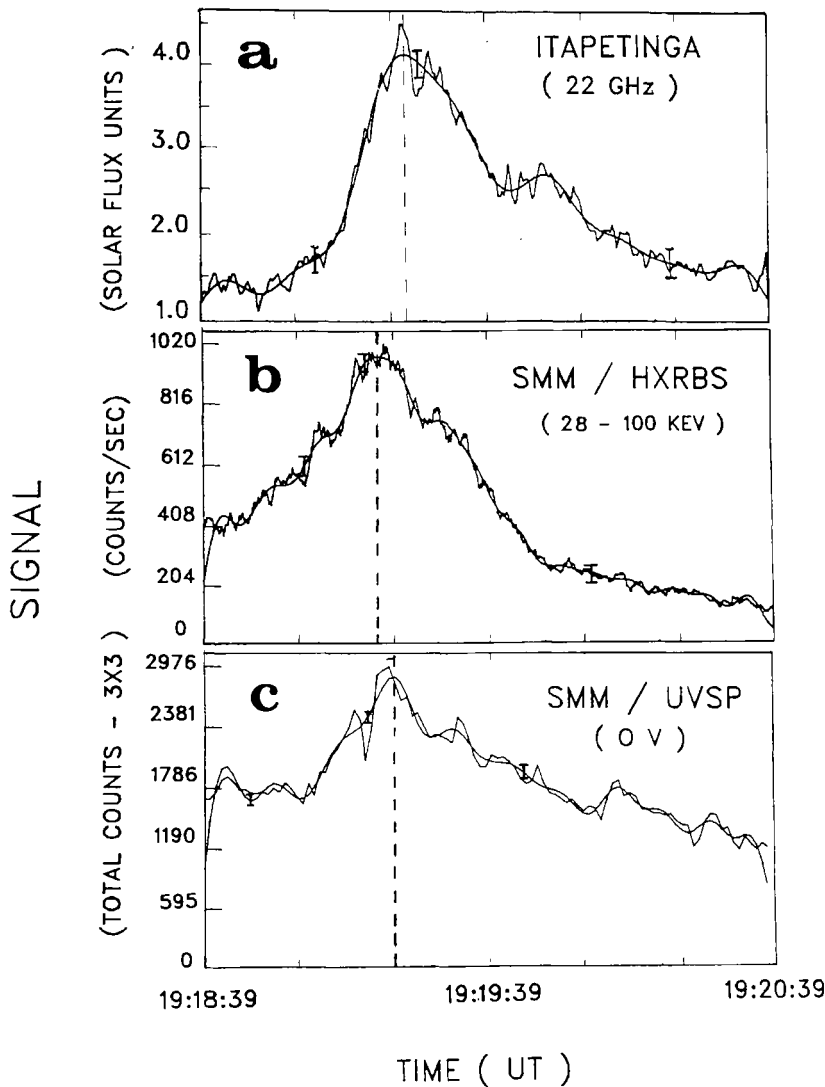 SIGNAL
a
ITAPETINGA
( 22 GHz )
(SOLAR FLUX UNITS)
4.0
3.0
2.0
1.0
b
SMM / HXRBS
( 28 - 100 KEV)
(COUNTS/SEC)
1020
816
612
408
204
0
c
SMM / UVSP
( O V )
(TOTAL COUNTS - 3X3 )
2976
2381
1786
1190
595
0
19:18:39 19:19:39 19:20:39
TIME ( UT )